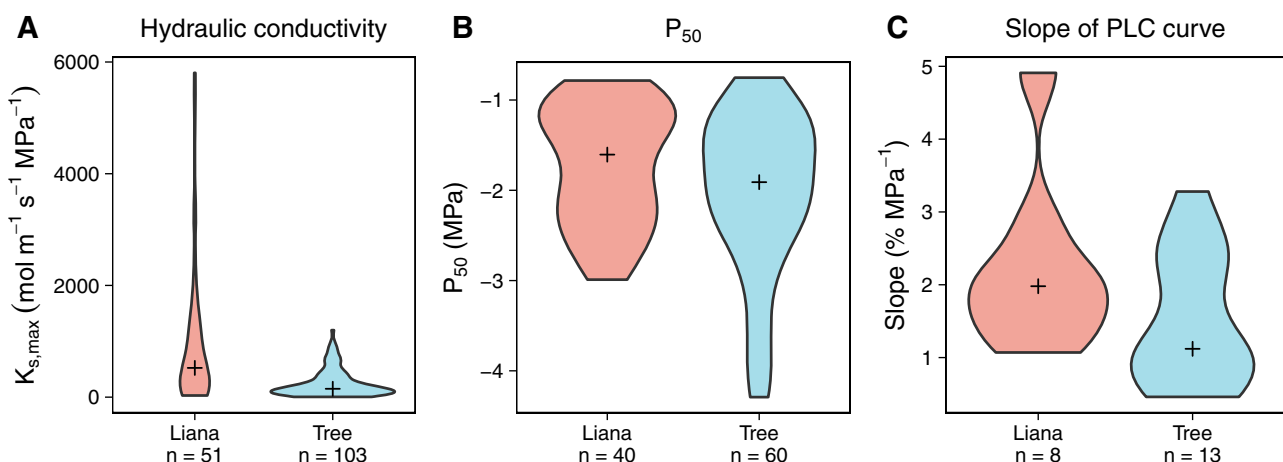 A Hydraulic conductivity
K_s,max (mol m⁻¹ s⁻¹ MPa⁻¹)
6000
4000
2000
0
Liana Tree
n = 51 n = 103
B P₅₀
P₅₀ (MPa)
−1
−2
−3
−4
Liana Tree
n = 40 n = 60
C Slope of PLC curve
Slope (% MPa⁻¹)
5
4
3
2
1
Liana Tree
n = 8 n = 13